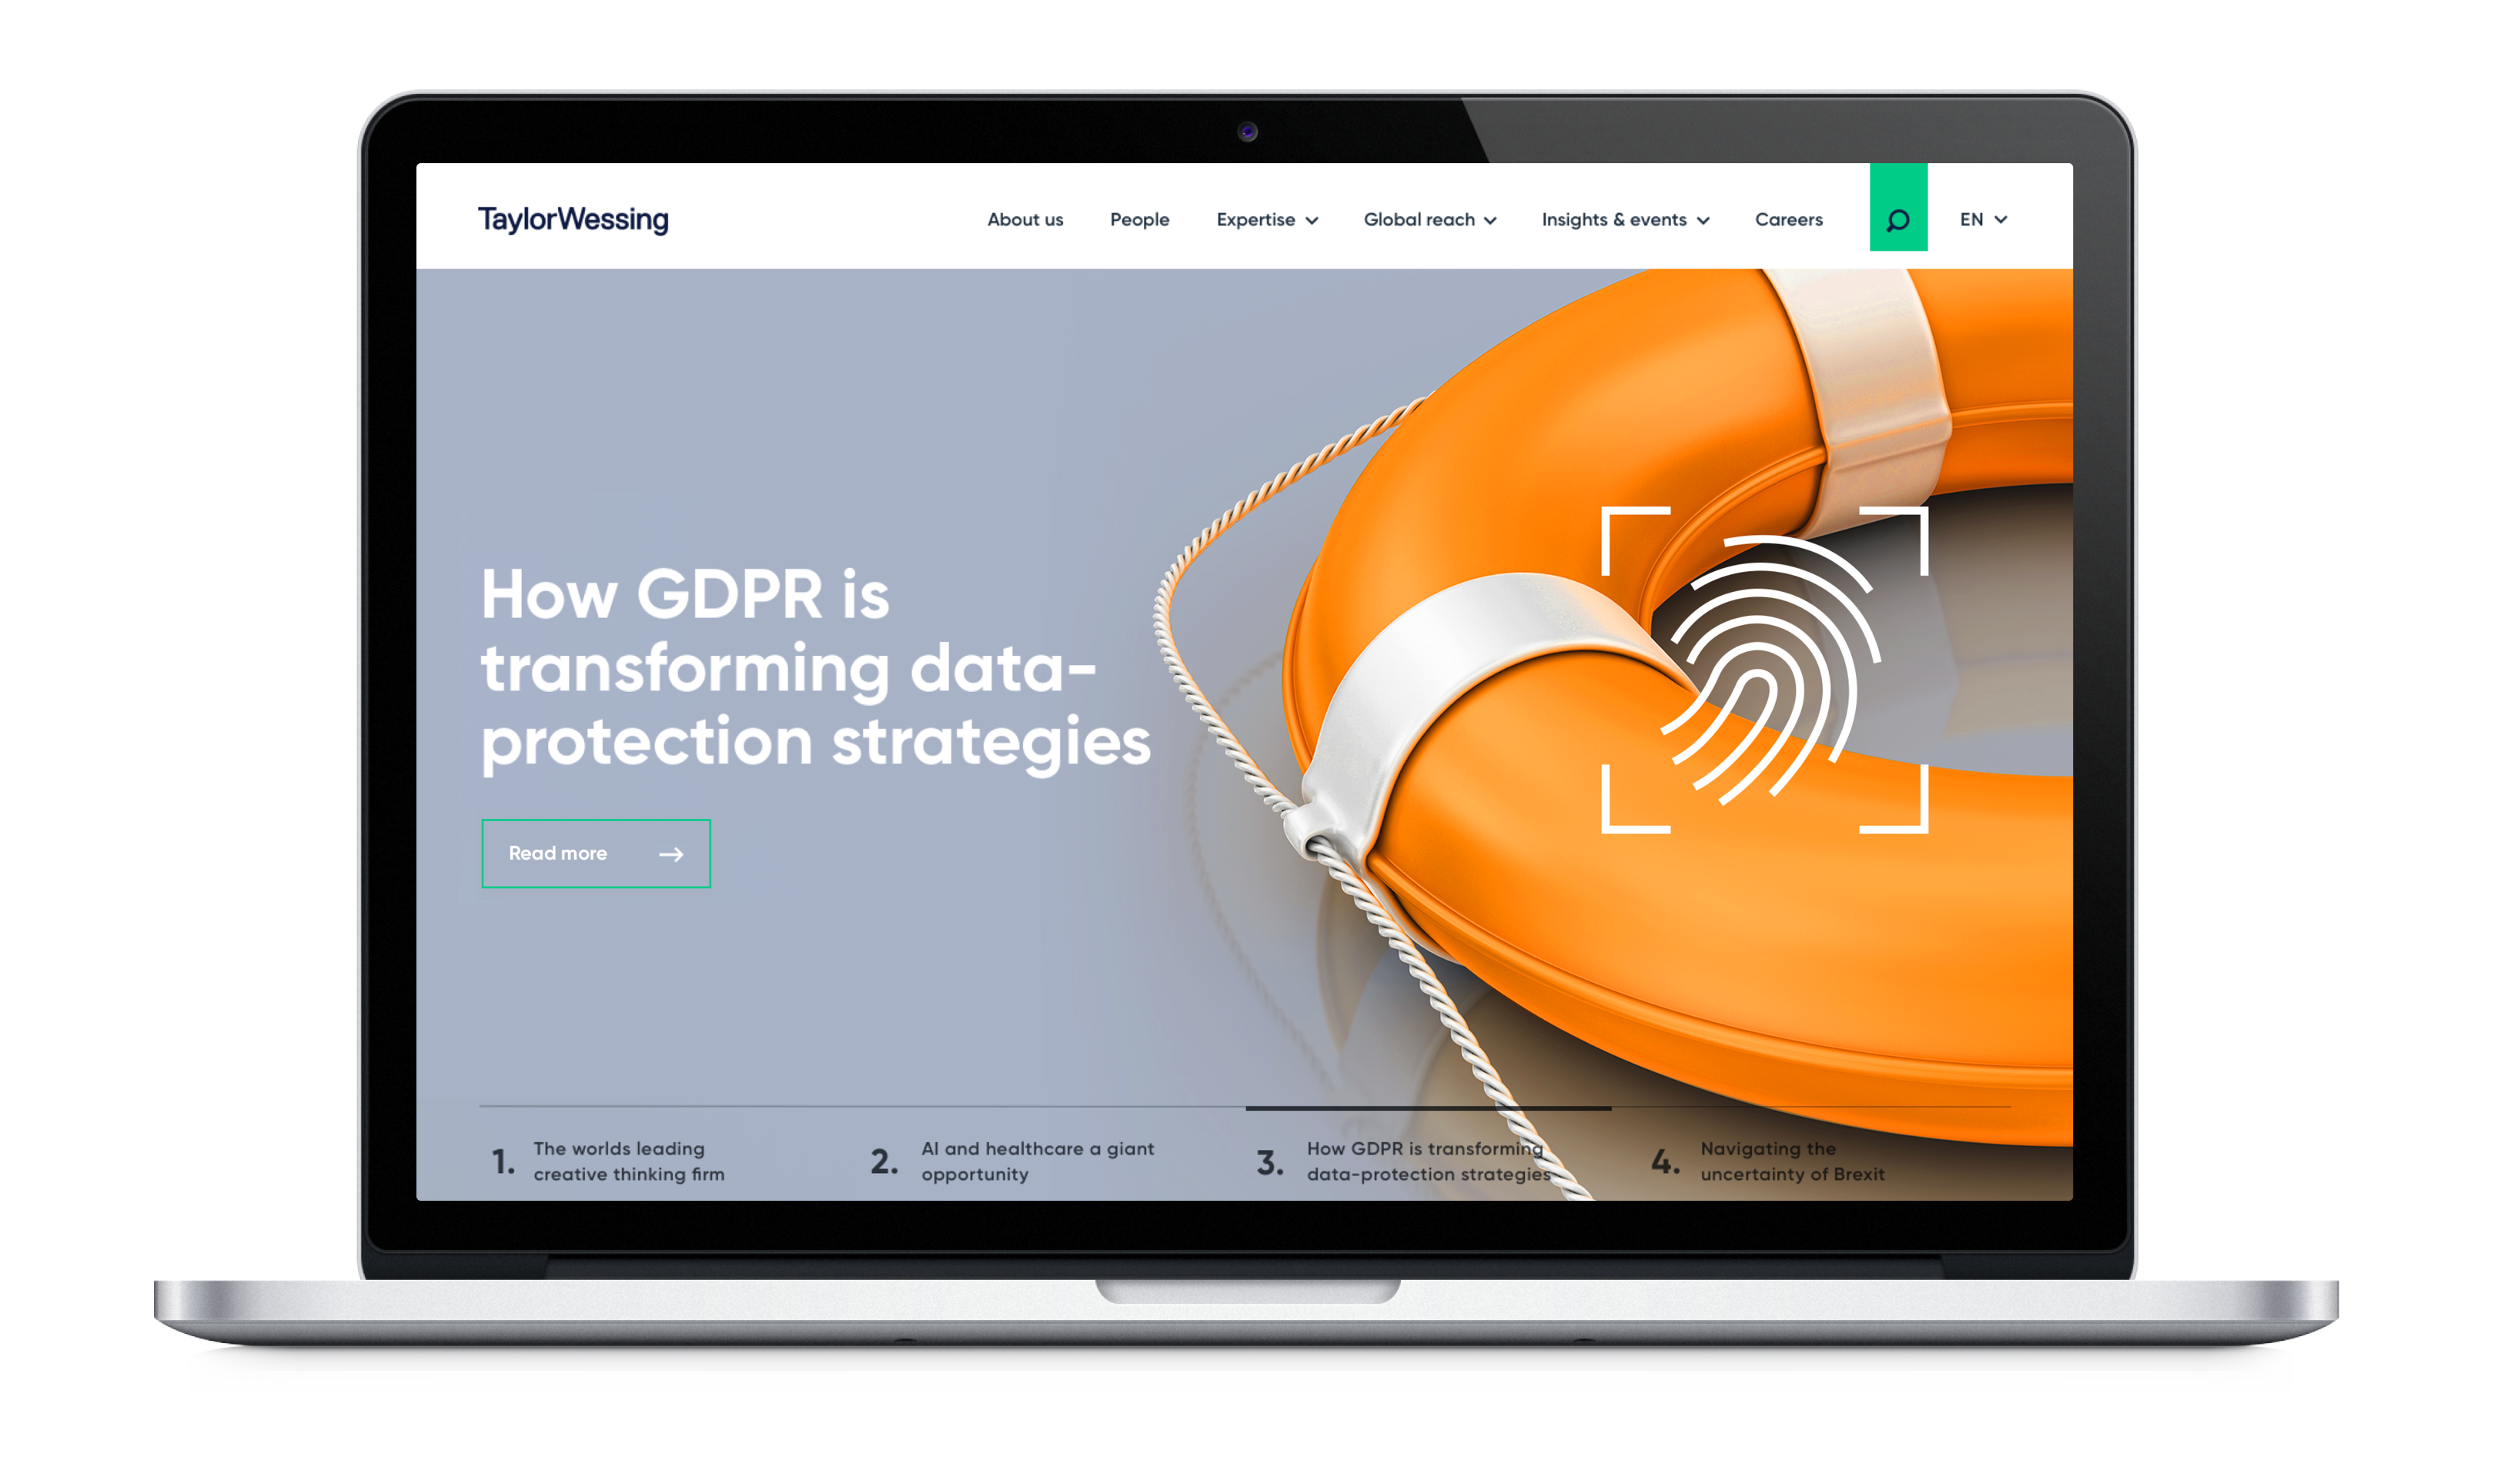 TaylorWessing
About us People Expertise Global reach Insights & events Careers EN
How GDPR is
transforming data-
protection strategies
Read more
1. The worlds leading
creative thinking firm
2. AI and healthcare a giant
opportunity
3. How GDPR is transforming
data-protection strategies
4. Navigating the
uncertainty of Brexit